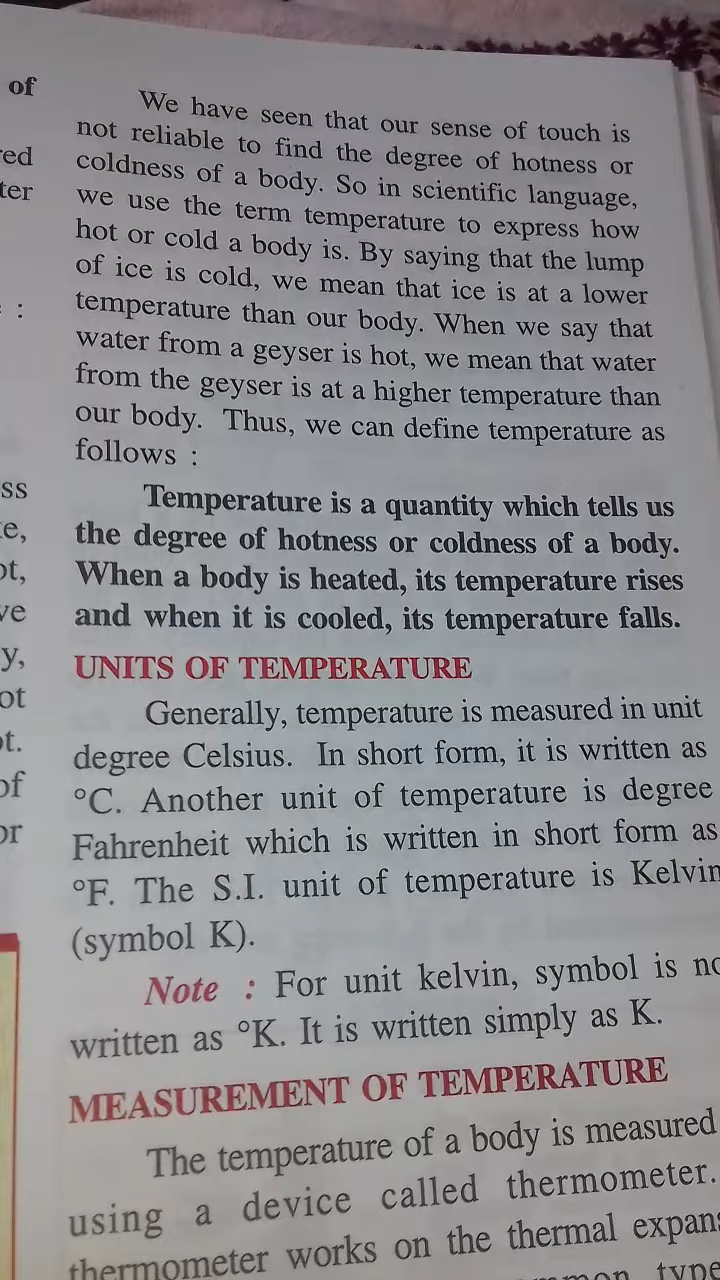 of
We have seen that our sense of touch is
not reliable to find the degree of hotness or
coldness of a body. So in scientific language,
we use the term temperature to express how
hot or cold a body is. By saying that the lump
of ice is cold, we mean that ice is at a lower
temperature than our body. When we say that
water from a geyser is hot, we mean that water
from the geyser is at a higher temperature than
our body. Thus, we can define temperature as
follows :
Temperature is a quantity which tells us
the degree of hotness or coldness of a body.
When a body is heated, its temperature rises
and when it is cooled, its temperature falls.
UNITS OF TEMPERATURE
Generally, temperature is measured in unit
degree Celsius. In short form, it is written as
°C. Another unit of temperature is degree
Fahrenheit which is written in short form as
°F. The S.I. unit of temperature is Kelvin
(symbol K).
Note : For unit kelvin, symbol is
written as °K. It is written simply as K.
MEASUREMENT OF TEMPERATURE
The temperature of a body is measured
using a device called thermometer.
thermometer works on the thermal
type